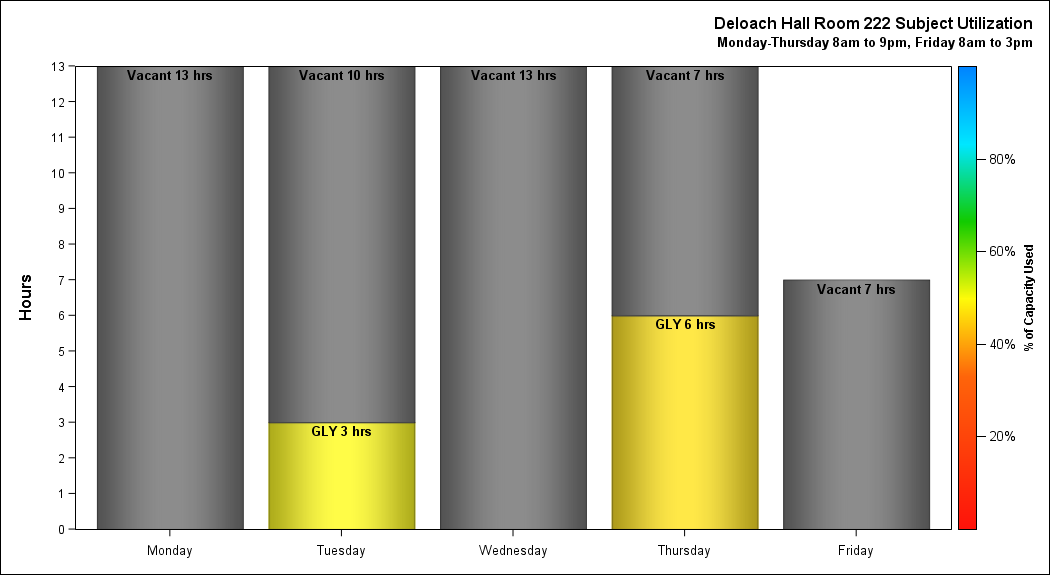 Deloach Hall Room 222 Subject Utilization
Monday-Thursday 8am to 9pm, Friday 8am to 3pm
13
12
11
10
9
8
7
6
5
4
3
2
1
0
Hours
Vacant 13 hrs
Vacant 10 hrs
GLY 3 hrs
Vacant 13 hrs
Vacant 7 hrs
GLY 6 hrs
Vacant 7 hrs
Monday
Tuesday
Wednesday
Thursday
Friday
80%
60%
40%
20%
% of Capacity Used